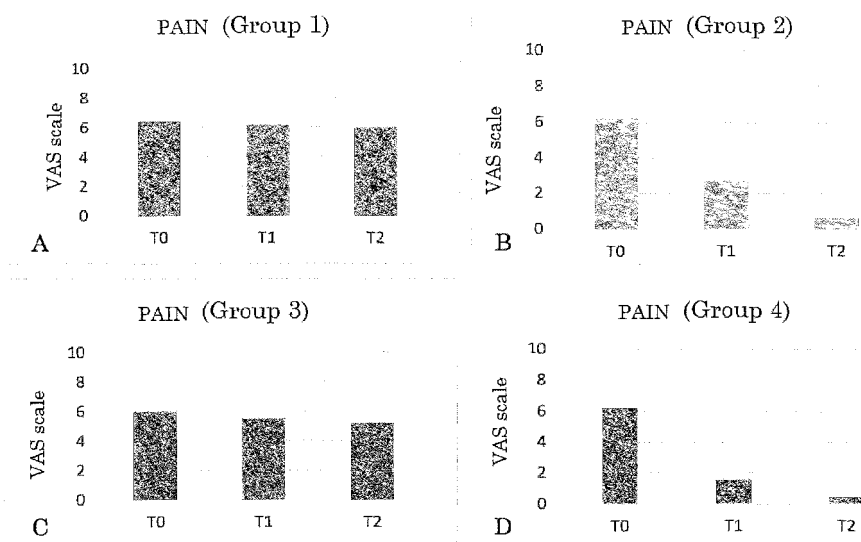 PAIN (Group 1)
10
8
6
4
2
0
VAS scale
T0 T1 T2
A
PAIN (Group 2)
10
8
6
4
2
0
VAS scale
T0 T1 T2
B
PAIN (Group 3)
10
8
6
4
2
0
VAS scale
T0 T1 T2
C
PAIN (Group 4)
10
8
6
4
2
0
VAS scale
T0 T1 T2
D